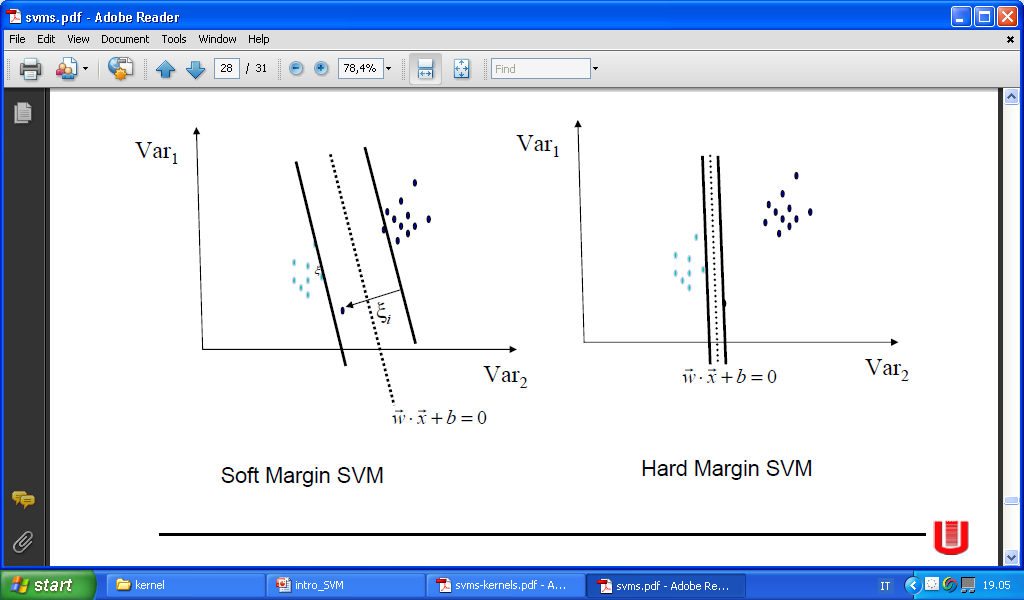 svms.pdf - Adobe Reader
File Edit View Document Tools Window Help
28 / 31 78,4% Find
Var1
Var2
ξ
ξi
w⃗ · x⃗ + b = 0
Soft Margin SVM
Var1
Var2
w⃗ · x⃗ + b = 0
Hard Margin SVM
start kernel intro_SVM svms-kernels.pdf - A... svms.pdf - Adobe Re... IT 19.05